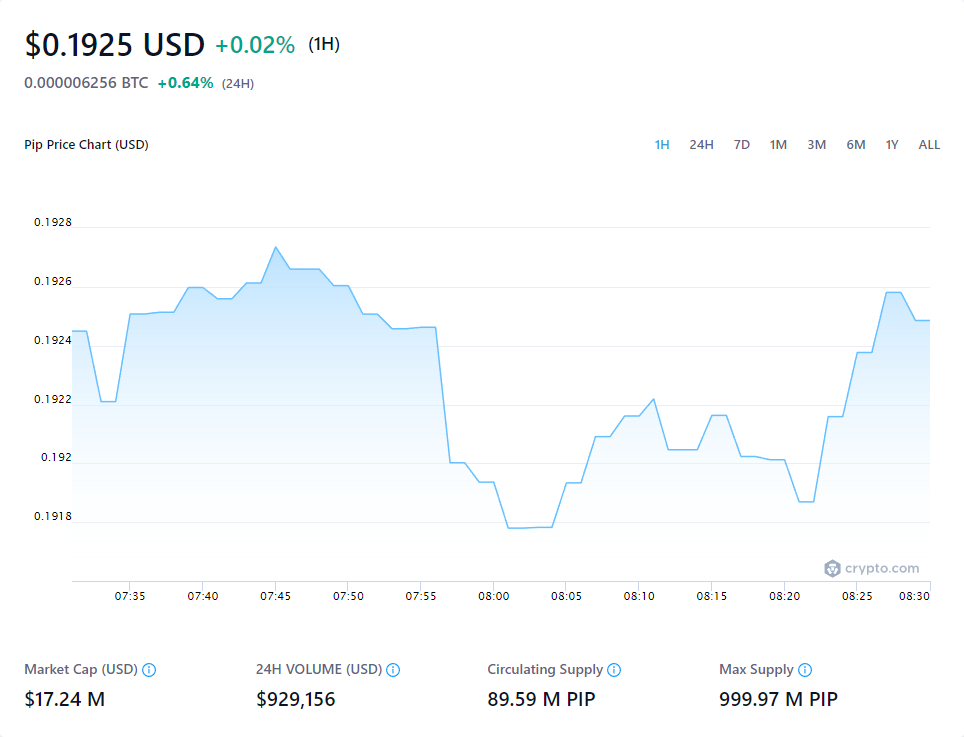 $0.1925 USD +0.02% (1H)
0.000006256 BTC +0.64% (24H)
Pip Price Chart (USD) 1H 24H 7D 1M 3M 6M 1Y ALL
0.1928
0.1926
0.1924
0.1922
0.192
0.1918
crypto.com
07:35 07:40 07:45 07:50 07:55 08:00 08:05 08:10 08:15 08:20 08:25 08:30
Market Cap (USD) 24H VOLUME (USD) Circulating Supply Max Supply
$17.24 M $929,156 89.59 M PIP 999.97 M PIP